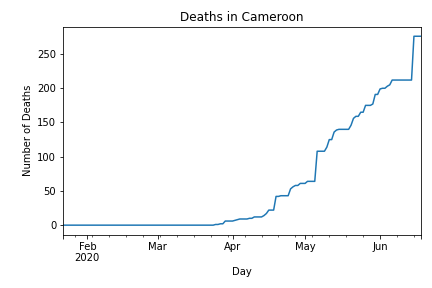 Deaths in Cameroon
Number of Deaths
250
200
150
100
50
0
Feb
2020
Mar
Apr
May
Jun
Day